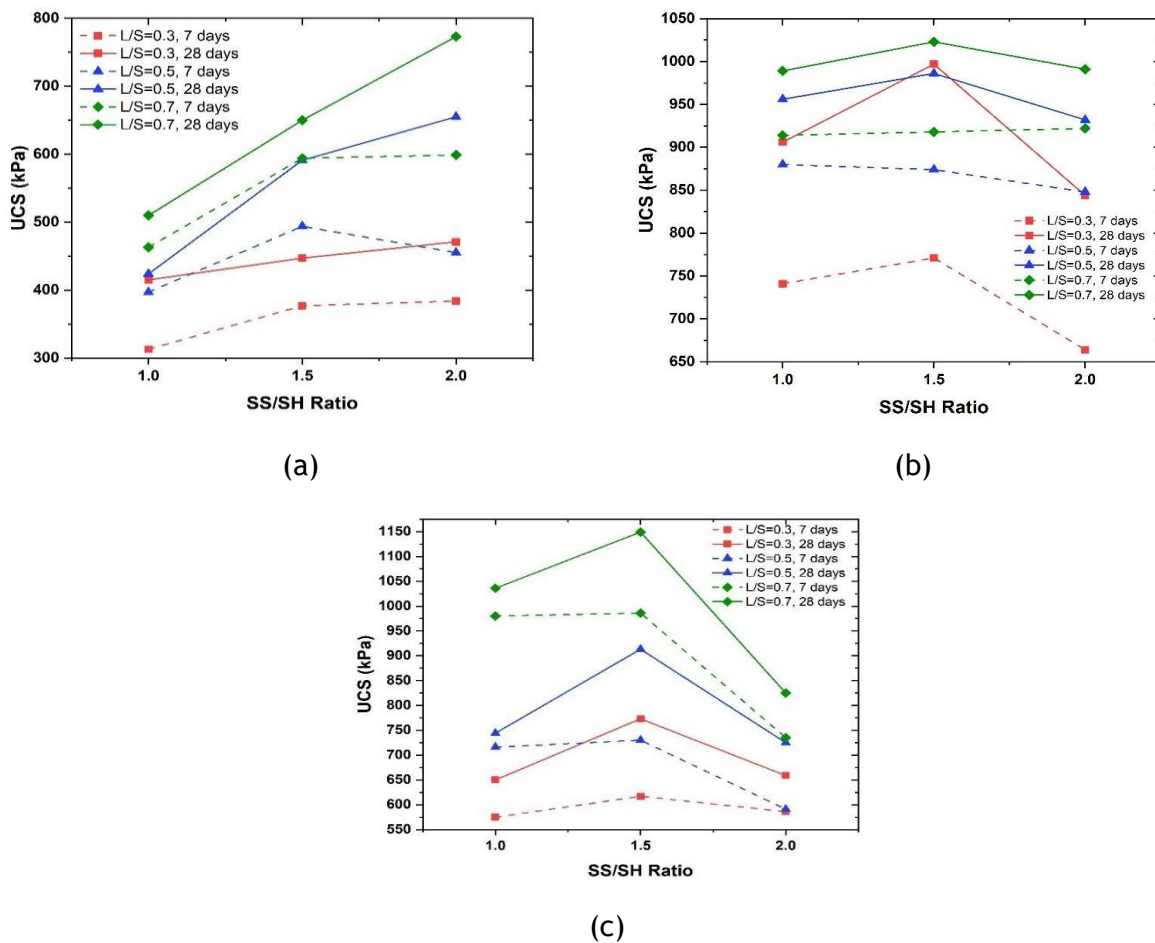 800
700
600
500
400
300
UCS (kPa)
L/S=0.3, 7 days
L/S=0.3, 28 days
L/S=0.5, 7 days
L/S=0.5, 28 days
L/S=0.7, 7 days
L/S=0.7, 28 days
1.0 1.5 2.0
SS/SH Ratio
(a)
1050
1000
950
900
850
800
750
700
650
UCS (kPa)
L/S=0.3, 7 days
L/S=0.3, 28 days
L/S=0.5, 7 days
L/S=0.5, 28 days
L/S=0.7, 7 days
L/S=0.7, 28 days
1.0 1.5 2.0
SS/SH Ratio
(b)
1150
1100
1050
1000
950
900
850
800
750
700
650
600
550
UCS (kPa)
L/S=0.3, 7 days
L/S=0.3, 28 days
L/S=0.5, 7 days
L/S=0.5, 28 days
L/S=0.7, 7 days
L/S=0.7, 28 days
1.0 1.5 2.0
SS/SH Ratio
(c)